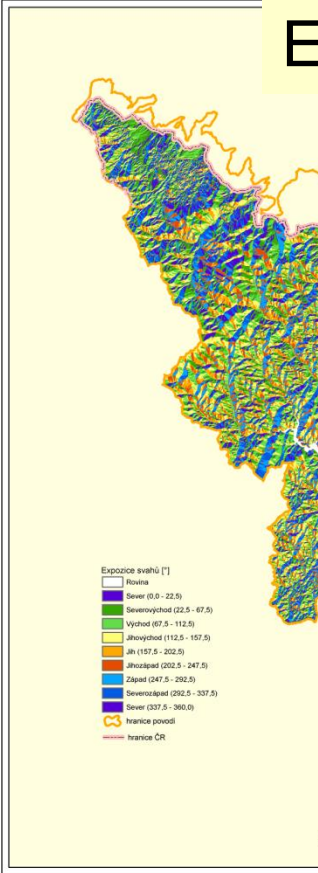 E
Expozice svahů [°]
Rovina
Sever (0,0 - 22,5)
Severovýchod (22,5 - 67,5)
Východ (67,5 - 112,5)
Jihovýchod (112,5 - 157,5)
Jih (157,5 - 202,5)
Jihozápad (202,5 - 247,5)
Západ (247,5 - 292,5)
Severozápad (292,5 - 337,5)
Sever (337,5 - 360,0)
hranice povodí
hranice ČR